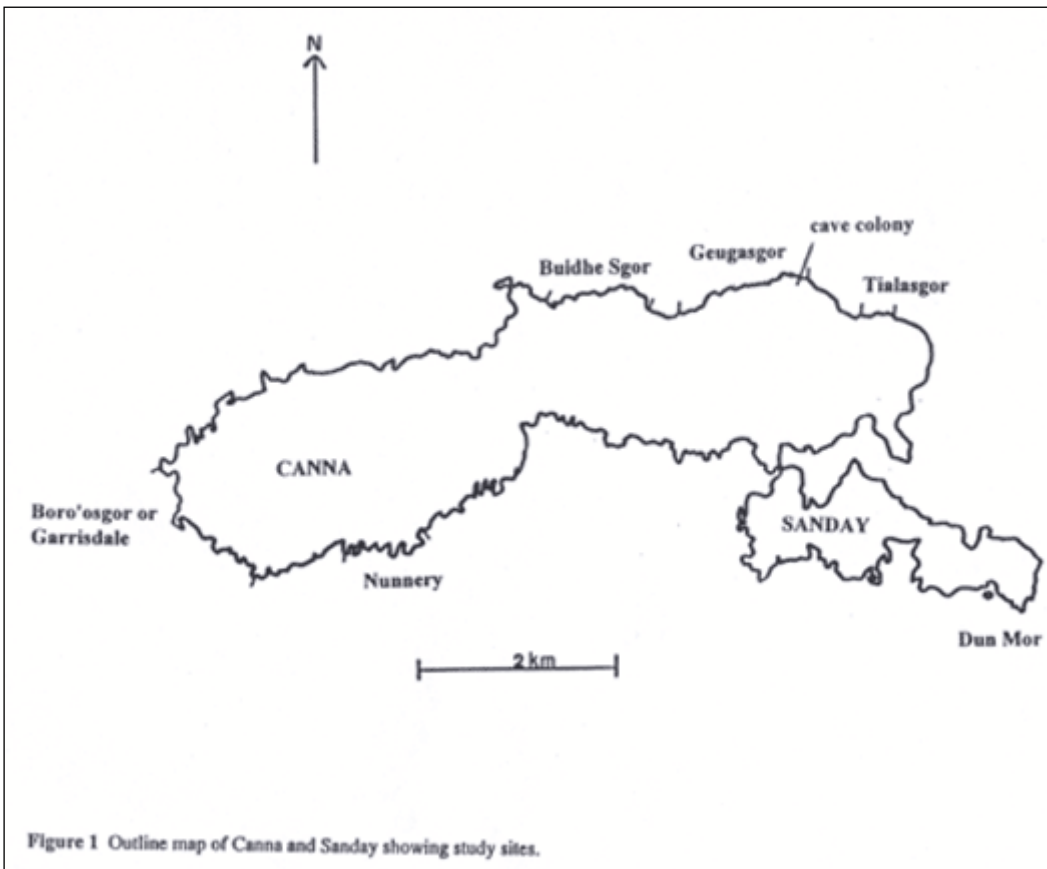 N
cave colony
Geugasgor
Buidhe Sgor
Tialasgor
CANNA
Boro'osgor or
Garrisdale
SANDAY
Nunnery
Dun Mor
2 km
Figure 1 Outline map of Canna and Sanday showing study sites.